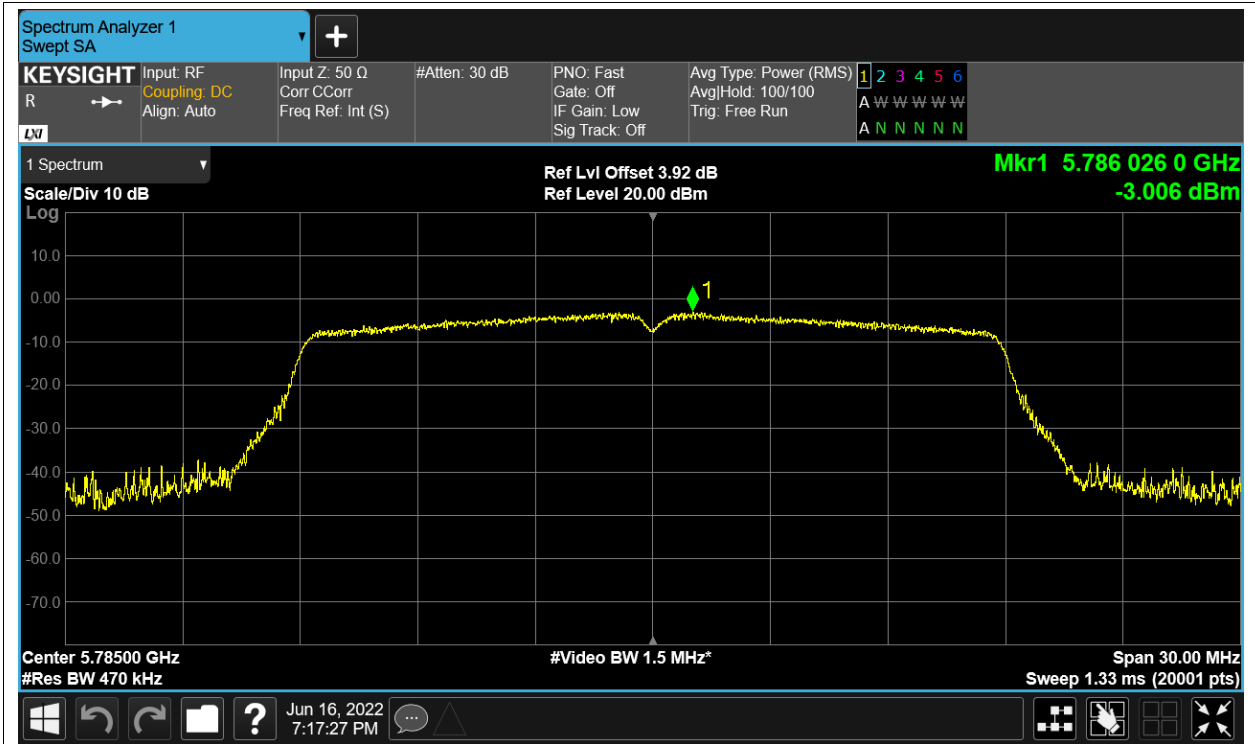 Spectrum Analyzer 1
Swept SA
KEYSIGHT
R
LXI
Input: RF
Coupling: DC
Align: Auto
Input Z: 50 Ω
Corr CCorr
Freq Ref: Int (S)
#Atten: 30 dB
PNO: Fast
Gate: Off
IF Gain: Low
Sig Track: Off
Avg Type: Power (RMS)
Avg|Hold: 100/100
Trig: Free Run
1 2 3 4 5 6
A W W W W W
A N N N N N
1 Spectrum
Scale/Div 10 dB
Log
Ref Lvl Offset 3.92 dB
Ref Level 20.00 dBm
Mkr1 5.786 026 0 GHz
-3.006 dBm
10.0
0.00
1
-10.0
-20.0
-30.0
-40.0
-50.0
-60.0
-70.0
Center 5.78500 GHz
#Res BW 470 kHz
#Video BW 1.5 MHz*
Span 30.00 MHz
Sweep 1.33 ms (20001 pts)
?
Jun 16, 2022
7:17:27 PM